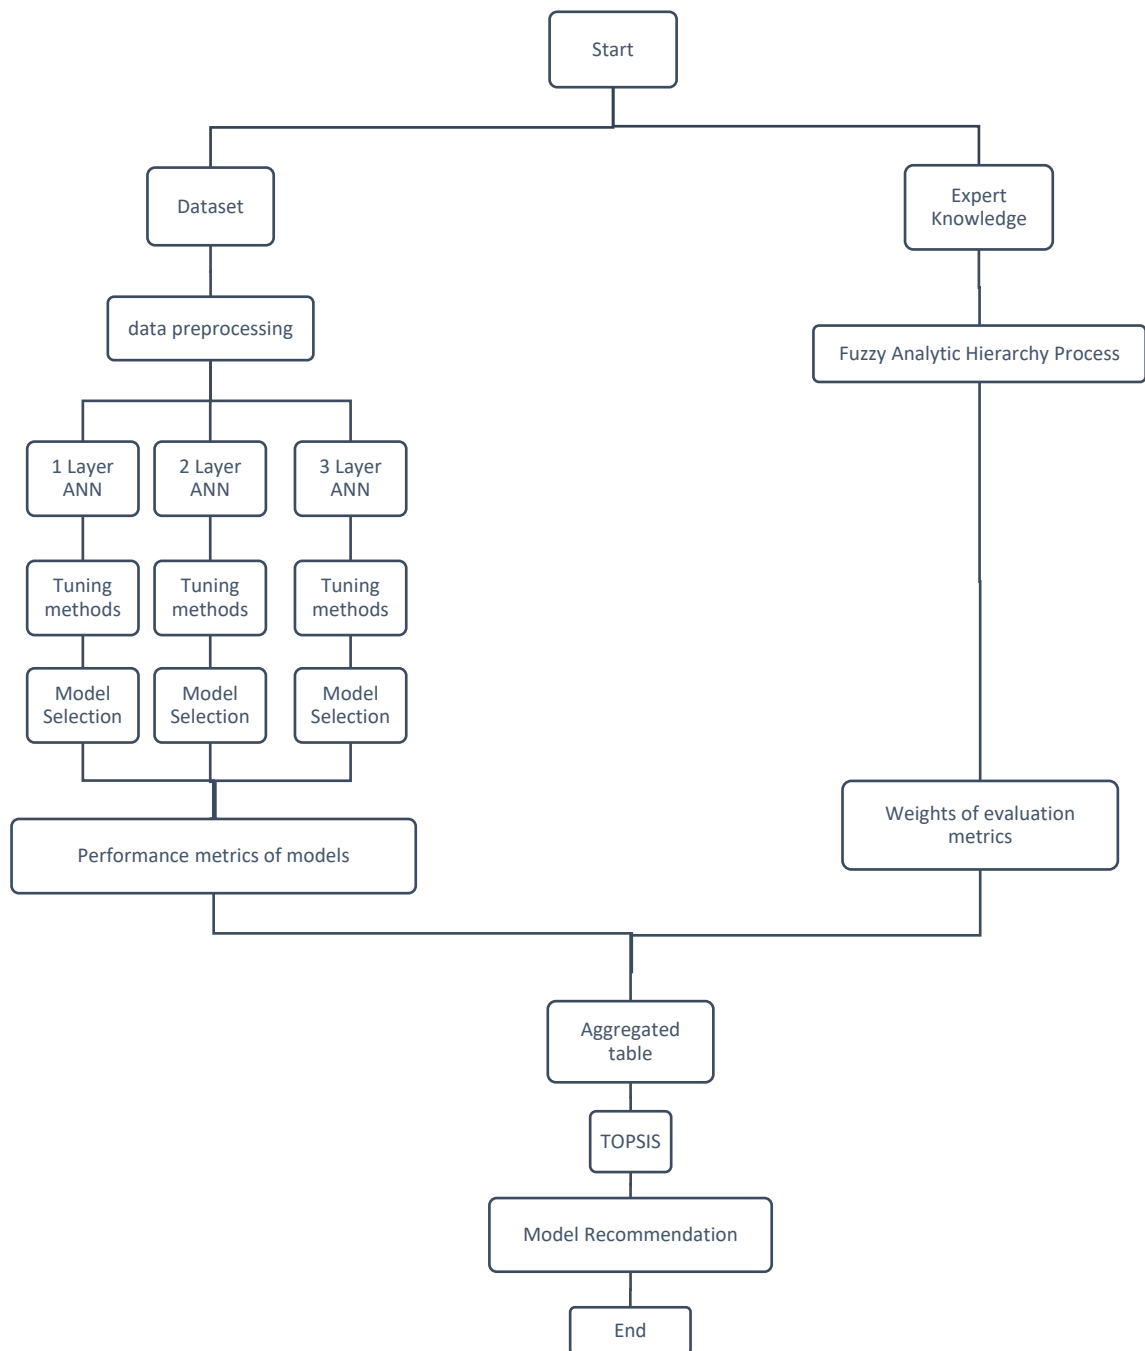 Start
Dataset
Expert
Knowledge
data preprocessing
Fuzzy Analytic Hierarchy Process
1 Layer
ANN
2 Layer
ANN
3 Layer
ANN
Tuning
methods
Tuning
methods
Tuning
methods
Model
Selection
Model
Selection
Model
Selection
Performance metrics of models
Weights of evaluation
metrics
Aggregated
table
TOPSIS
Model Recommendation
End